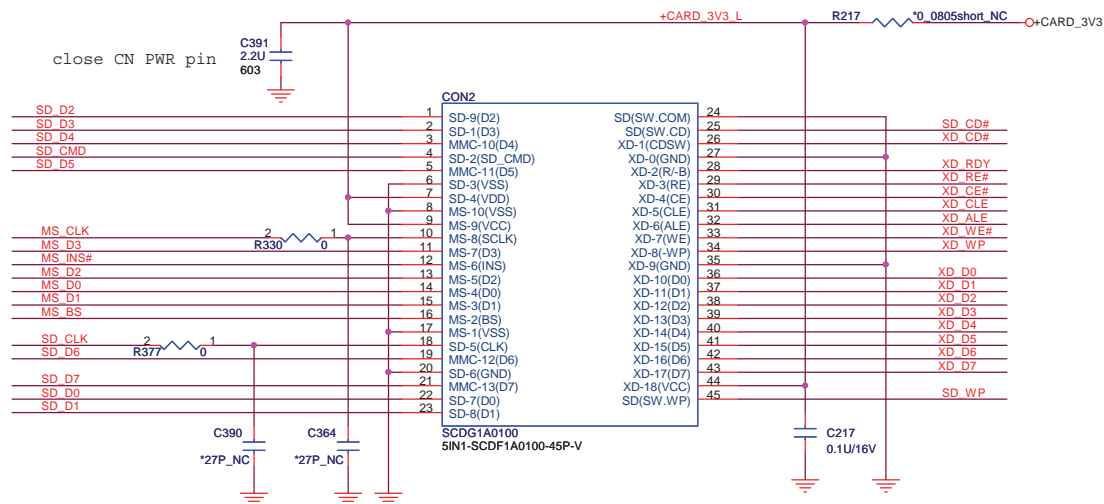 +CARD_3V3_L
R217
*0_0805short_NC
+CARD_3V3
C391
2.2U
603
close CN PWR pin
CON2
SD_D2 1 SD-9(D2)
SD_D3 2 SD-1(D3)
SD_D4 3 MMC-10(D4)
SD_CMD 4 SD-2(SD_CMD)
SD_D5 5 MMC-11(D5)
6 SD-3(VSS)
7 SD-4(VDD)
8 MS-10(VSS)
9 MS-9(VCC)
MS_CLK 2 R330 0 1 10 MS-8(SCLK)
MS_D3 11 MS-7(D3)
MS_INS# 12 MS-6(INS)
MS_D2 13 MS-5(D2)
MS_D0 14 MS-4(D0)
MS_D1 15 MS-3(D1)
MS_BS 16 MS-2(BS)
17 MS-1(VSS)
SD_CLK 2 R377 0 1 18 SD-5(CLK)
SD_D6 19 MMC-12(D6)
20 SD-6(GND)
SD_D7 21 MMC-13(D7)
SD_D0 22 SD-7(D0)
SD_D1 23 SD-8(D1)
SD(SW.COM) 24
SD(SW.CD) 25 SD_CD#
XD-1(CDSW) 26 XD_CD#
XD-0(GND) 27
XD-2(R/-B) 28 XD_RDY
XD-3(RE) 29 XD_RE#
XD-4(CE) 30 XD_CE#
XD-5(CLE) 31 XD_CLE
XD-6(ALE) 32 XD_ALE
XD-7(WE) 33 XD_WE#
XD-8(-WP) 34 XD_WP
XD-9(GND) 35
XD-10(D0) 36 XD_D0
XD-11(D1) 37 XD_D1
XD-12(D2) 38 XD_D2
XD-13(D3) 39 XD_D3
XD-14(D4) 40 XD_D4
XD-15(D5) 41 XD_D5
XD-16(D6) 42 XD_D6
XD-17(D7) 43 XD_D7
XD-18(VCC) 44
SD(SW.WP) 45 SD_WP
SCDG1A0100
5IN1-SCDF1A0100-45P-V
C390
*27P_NC
C364
*27P_NC
C217
0.1U/16V